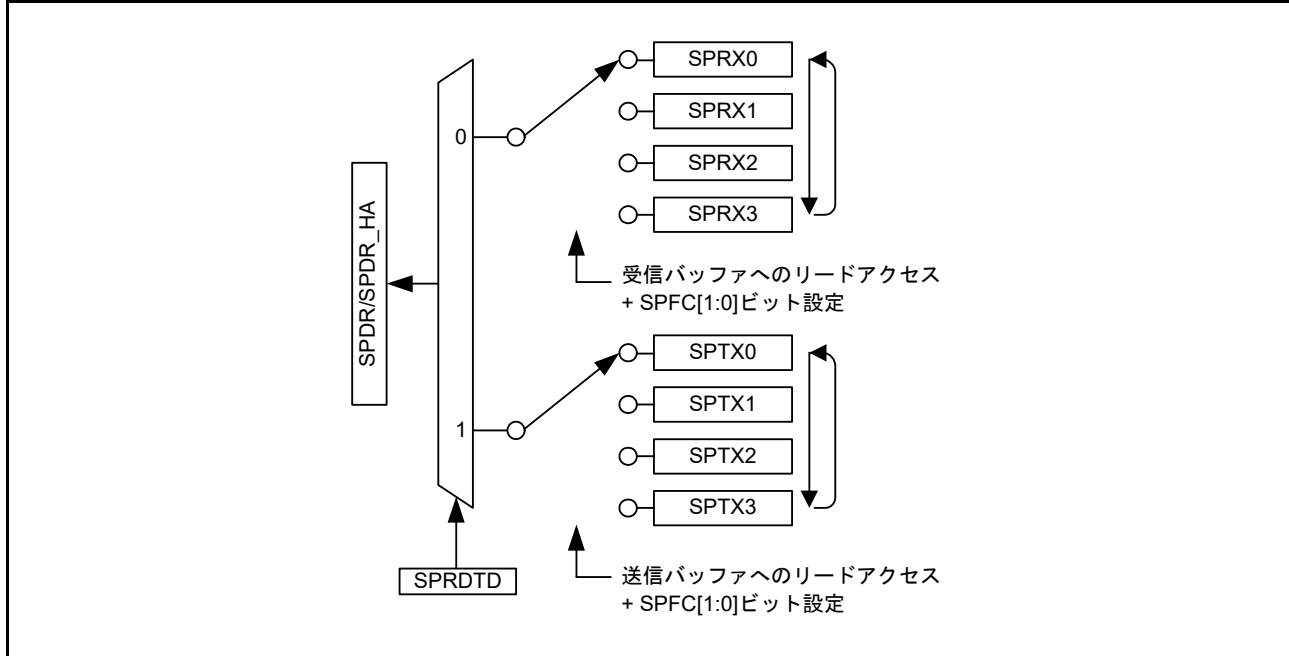 SPRX0
SPRX1
SPRX2
SPRX3
0
SPDR/SPDR_HA
受信バッファへのリードアクセス
+ SPFC[1:0]ビット設定
SPTX0
SPTX1
SPTX2
SPTX3
1
SPRDTD
送信バッファへのリードアクセス
+ SPFC[1:0]ビット設定